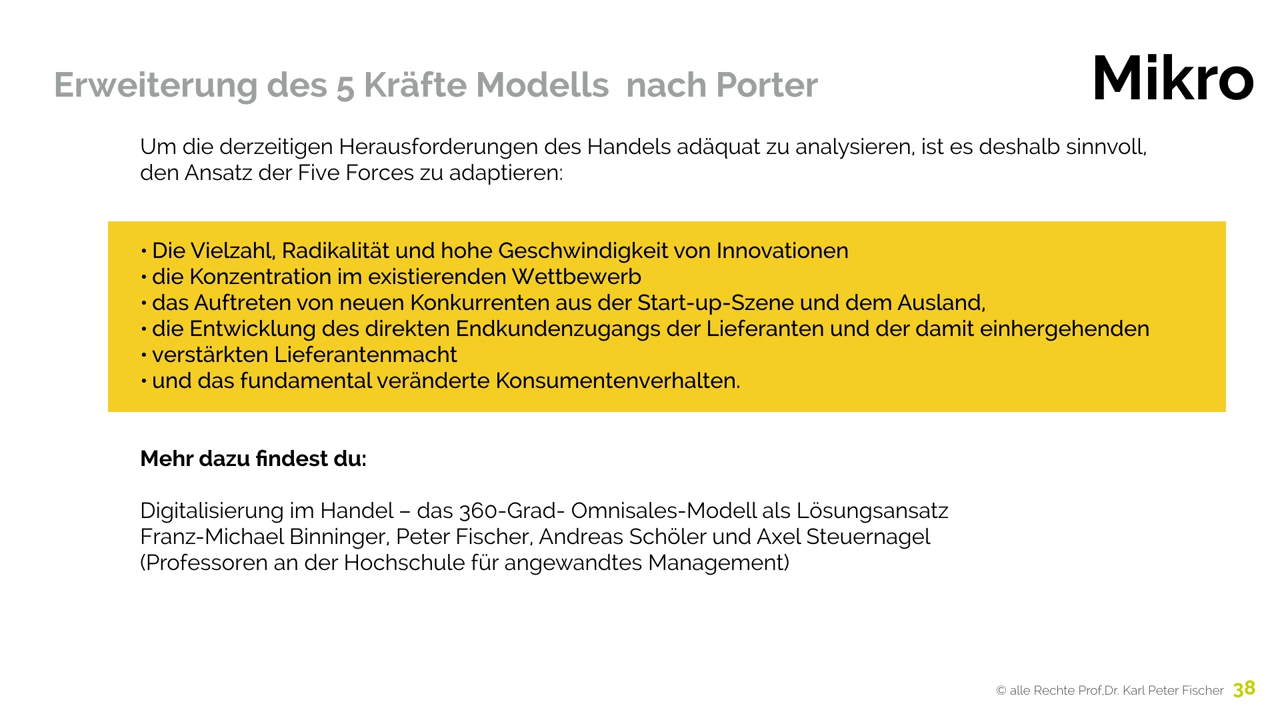 Erweiterung des 5 Kräfte Modells  nach Porter
Mikro
Um die derzeitigen Herausforderungen des Handels adäquat zu analysieren, ist es deshalb sinnvoll,
den Ansatz der Five Forces zu adaptieren:
• Die Vielzahl, Radikalität und hohe Geschwindigkeit von Innovationen
• die Konzentration im existierenden Wettbewerb
• das Auftreten von neuen Konkurrenten aus der Start-up-Szene und dem Ausland,
• die Entwicklung des direkten Endkundenzugangs der Lieferanten und der damit einhergehenden
• verstärkten Lieferantenmacht
• und das fundamental veränderte Konsumentenverhalten.
Mehr dazu findest du:
Digitalisierung im Handel – das 360-Grad- Omnisales-Modell als Lösungsansatz
Franz-Michael Binninger, Peter Fischer, Andreas Schöler und Axel Steuernagel
(Professoren an der Hochschule für angewandtes Management)
© alle Rechte Prof.Dr. Karl Peter Fischer 38